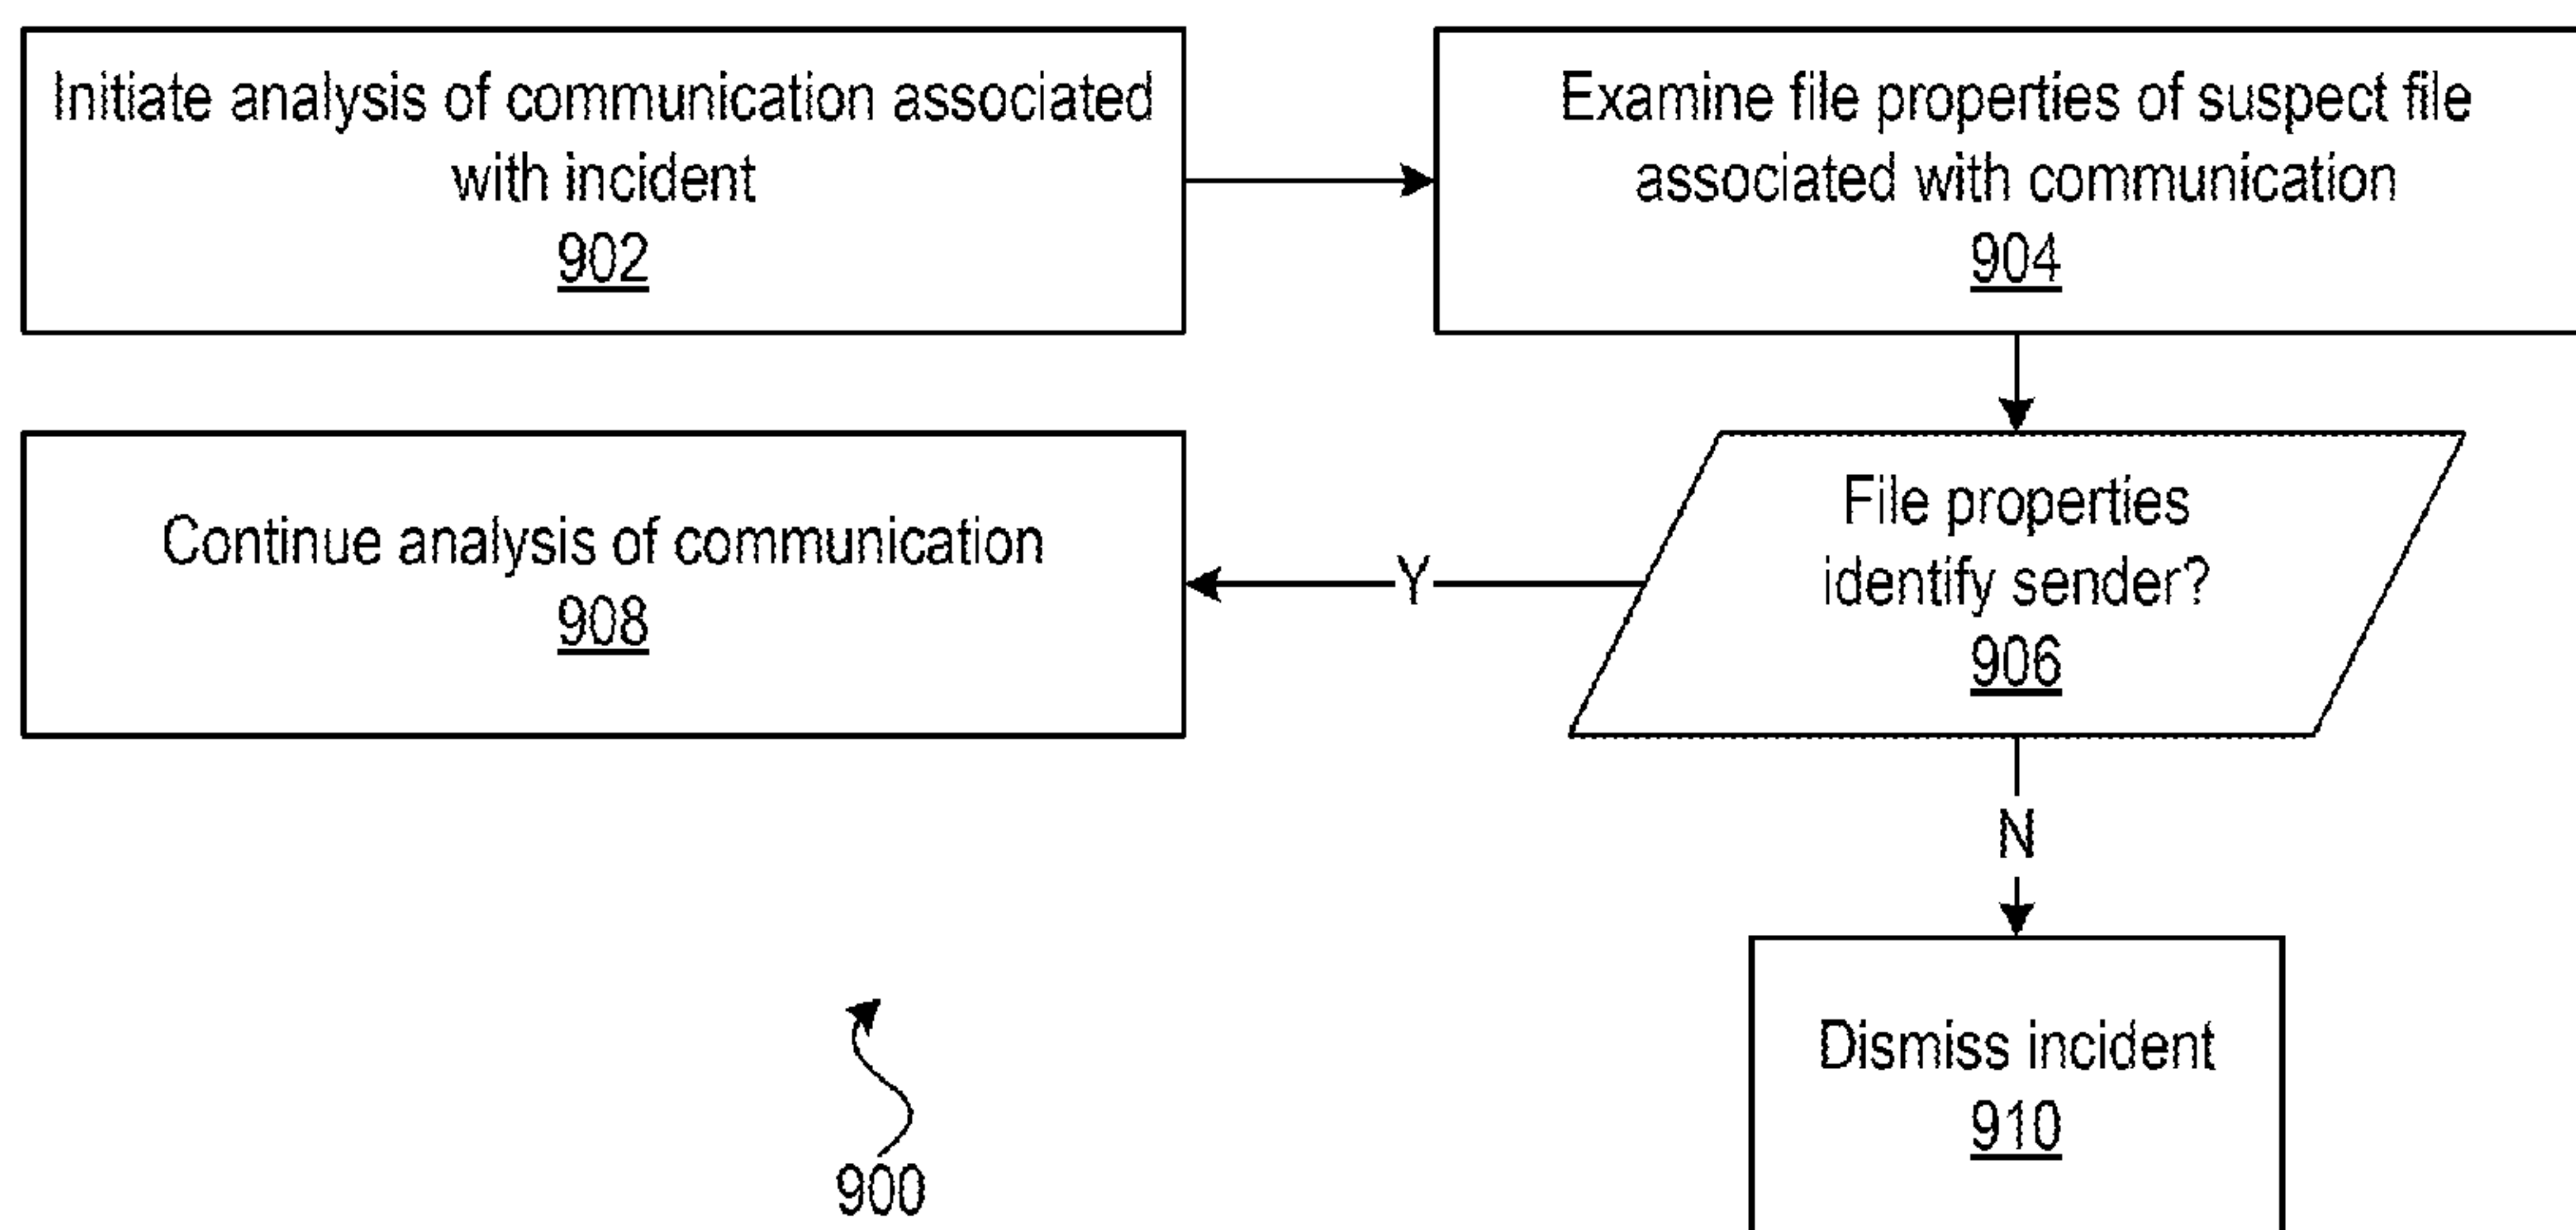 Initiate analysis of communication associated
with incident
902
Examine file properties of suspect file
associated with communication
904
File properties
identify sender?
906
Y
Continue analysis of communication
908
N
Dismiss incident
910
900